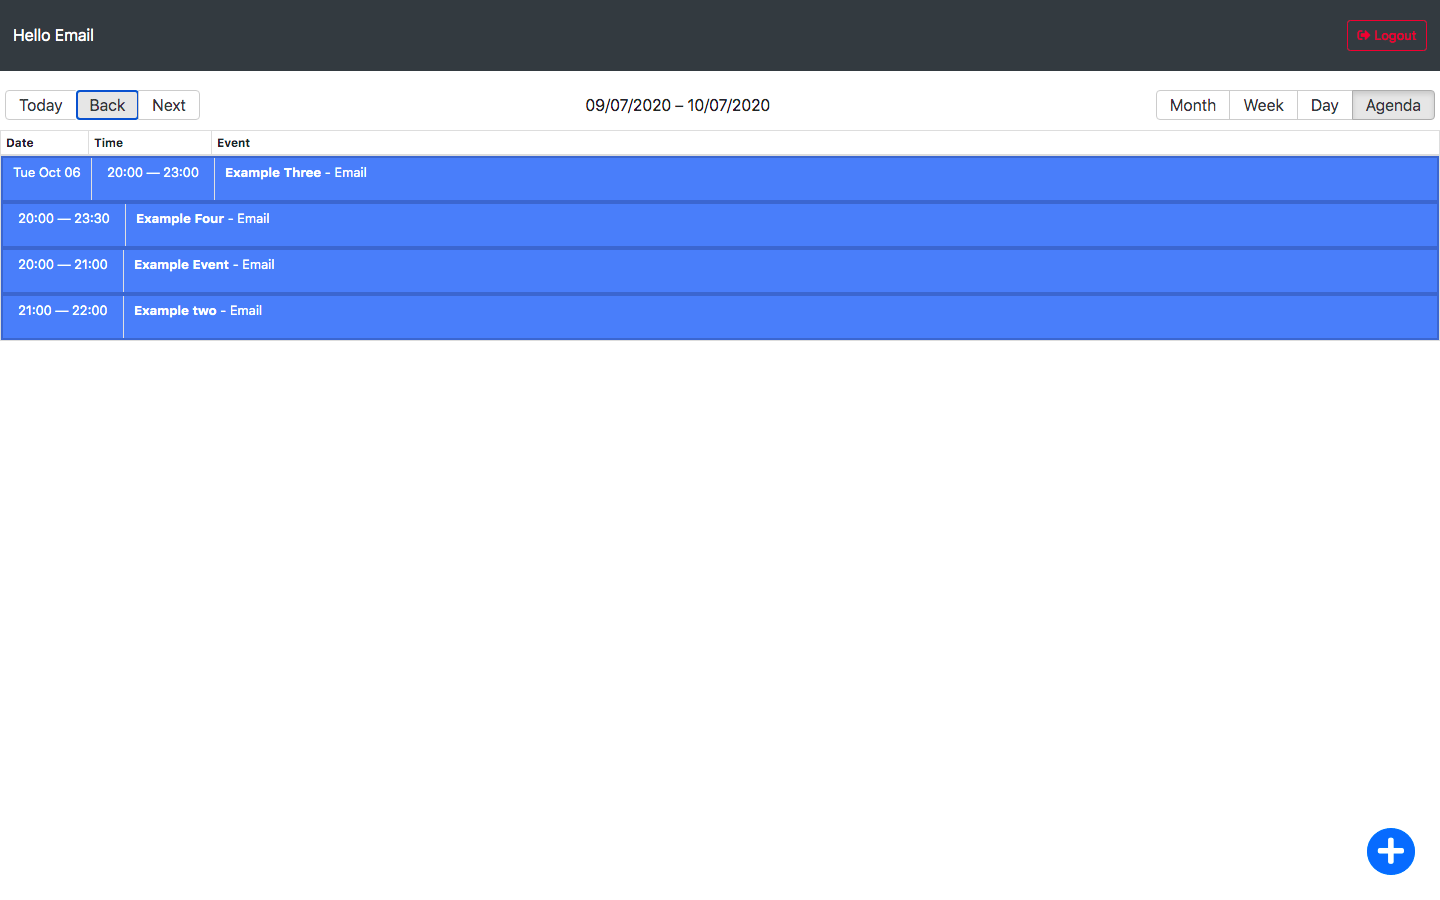 Hello Email
Logout
Today Back Next 09/07/2020 – 10/07/2020 Month Week Day Agenda
Date Time Event
Tue Oct 06 20:00 — 23:00 Example Three - Email
20:00 — 23:30 Example Four - Email
20:00 — 21:00 Example Event - Email
21:00 — 22:00 Example two - Email